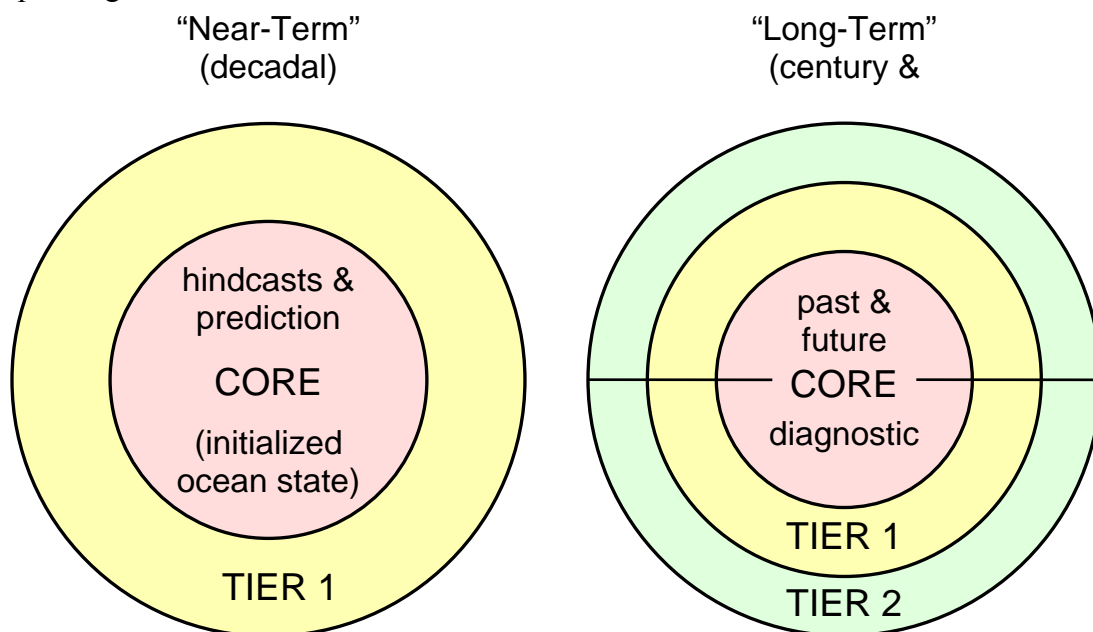 “Near-Term”
(decadal)
“Long-Term”
(century &
hindcasts &
prediction
CORE
(initialized
ocean state)
TIER 1
past &
future
CORE
diagnostic
TIER 1
TIER 2